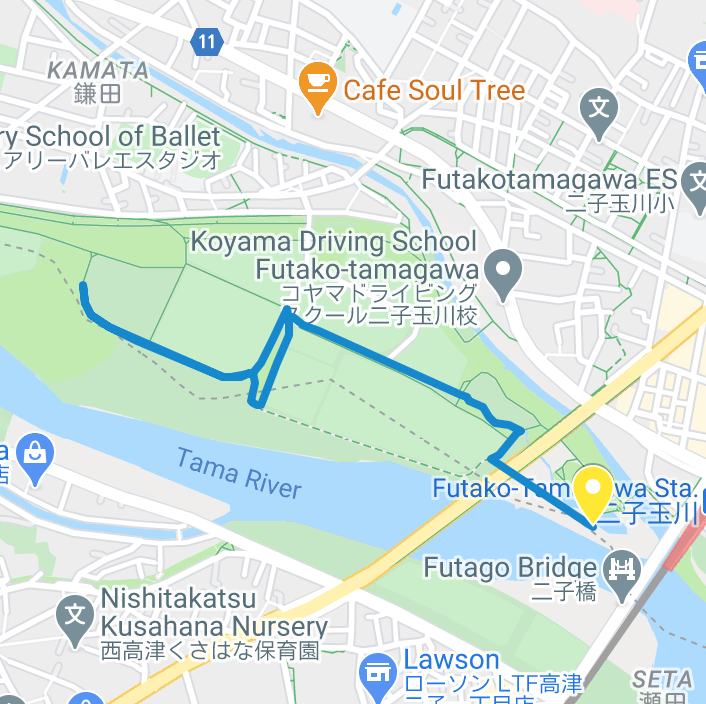 11
KAMATA
鎌田
Cafe Soul Tree
ry School of Ballet
アリーバレエスタジオ
Futakotamagawa ES
二子玉川小
Koyama Driving School
Futako-tamagawa
コヤマドライビング
スクール二子玉川校
a
店
Tama River
Futako-Tam
wa Sta.
二子玉川
Futago Bridge
二子橋
文
文
文
Nishitakatsu
Kusahana Nursery
西高津くさはな保育園
Lawson
ローソン LTF高津
SETA
瀬田